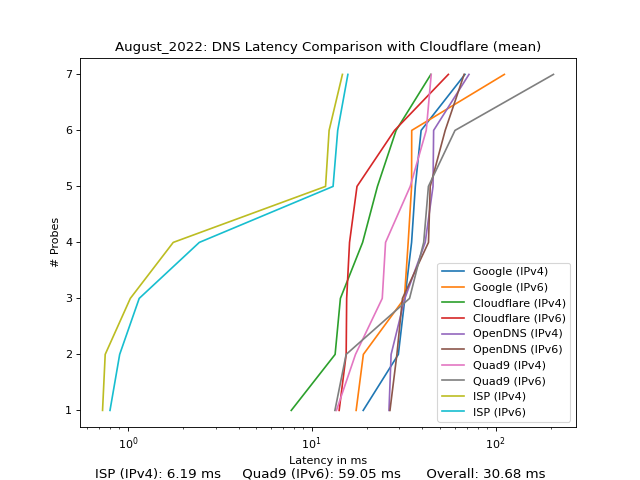 August_2022: DNS Latency Comparison with Cloudflare (mean)
# Probes
7
6
5
4
3
2
1
Google (IPv4)
Google (IPv6)
Cloudflare (IPv4)
Cloudflare (IPv6)
OpenDNS (IPv4)
OpenDNS (IPv6)
Quad9 (IPv4)
Quad9 (IPv6)
ISP (IPv4)
ISP (IPv6)
10⁰ 10¹ 10²
Latency in ms
ISP (IPv4): 6.19 ms Quad9 (IPv6): 59.05 ms Overall: 30.68 ms